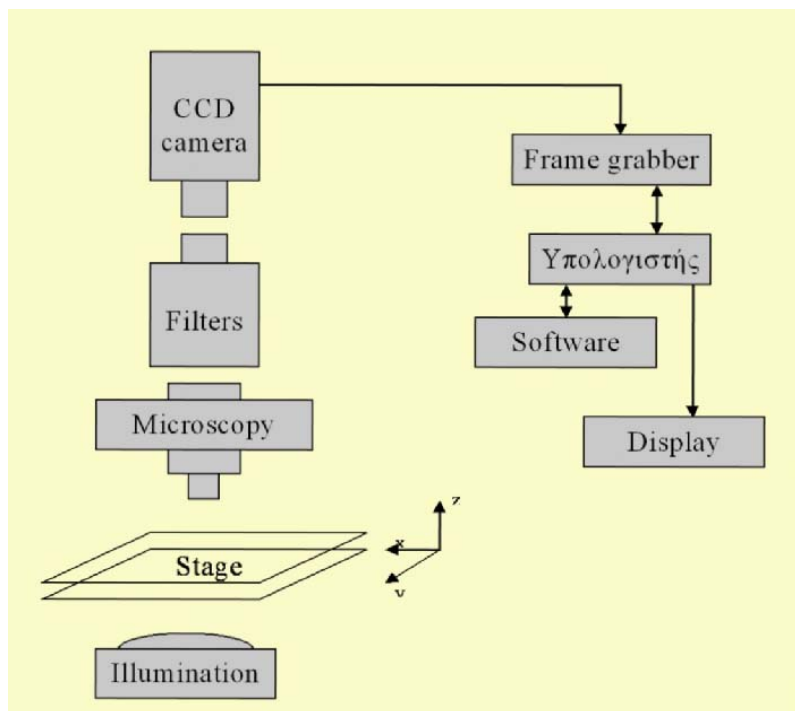 CCD
camera
Frame grabber
Υπολογιστής
Filters
Software
Microscopy
Display
z
x
Stage
y
Illumination